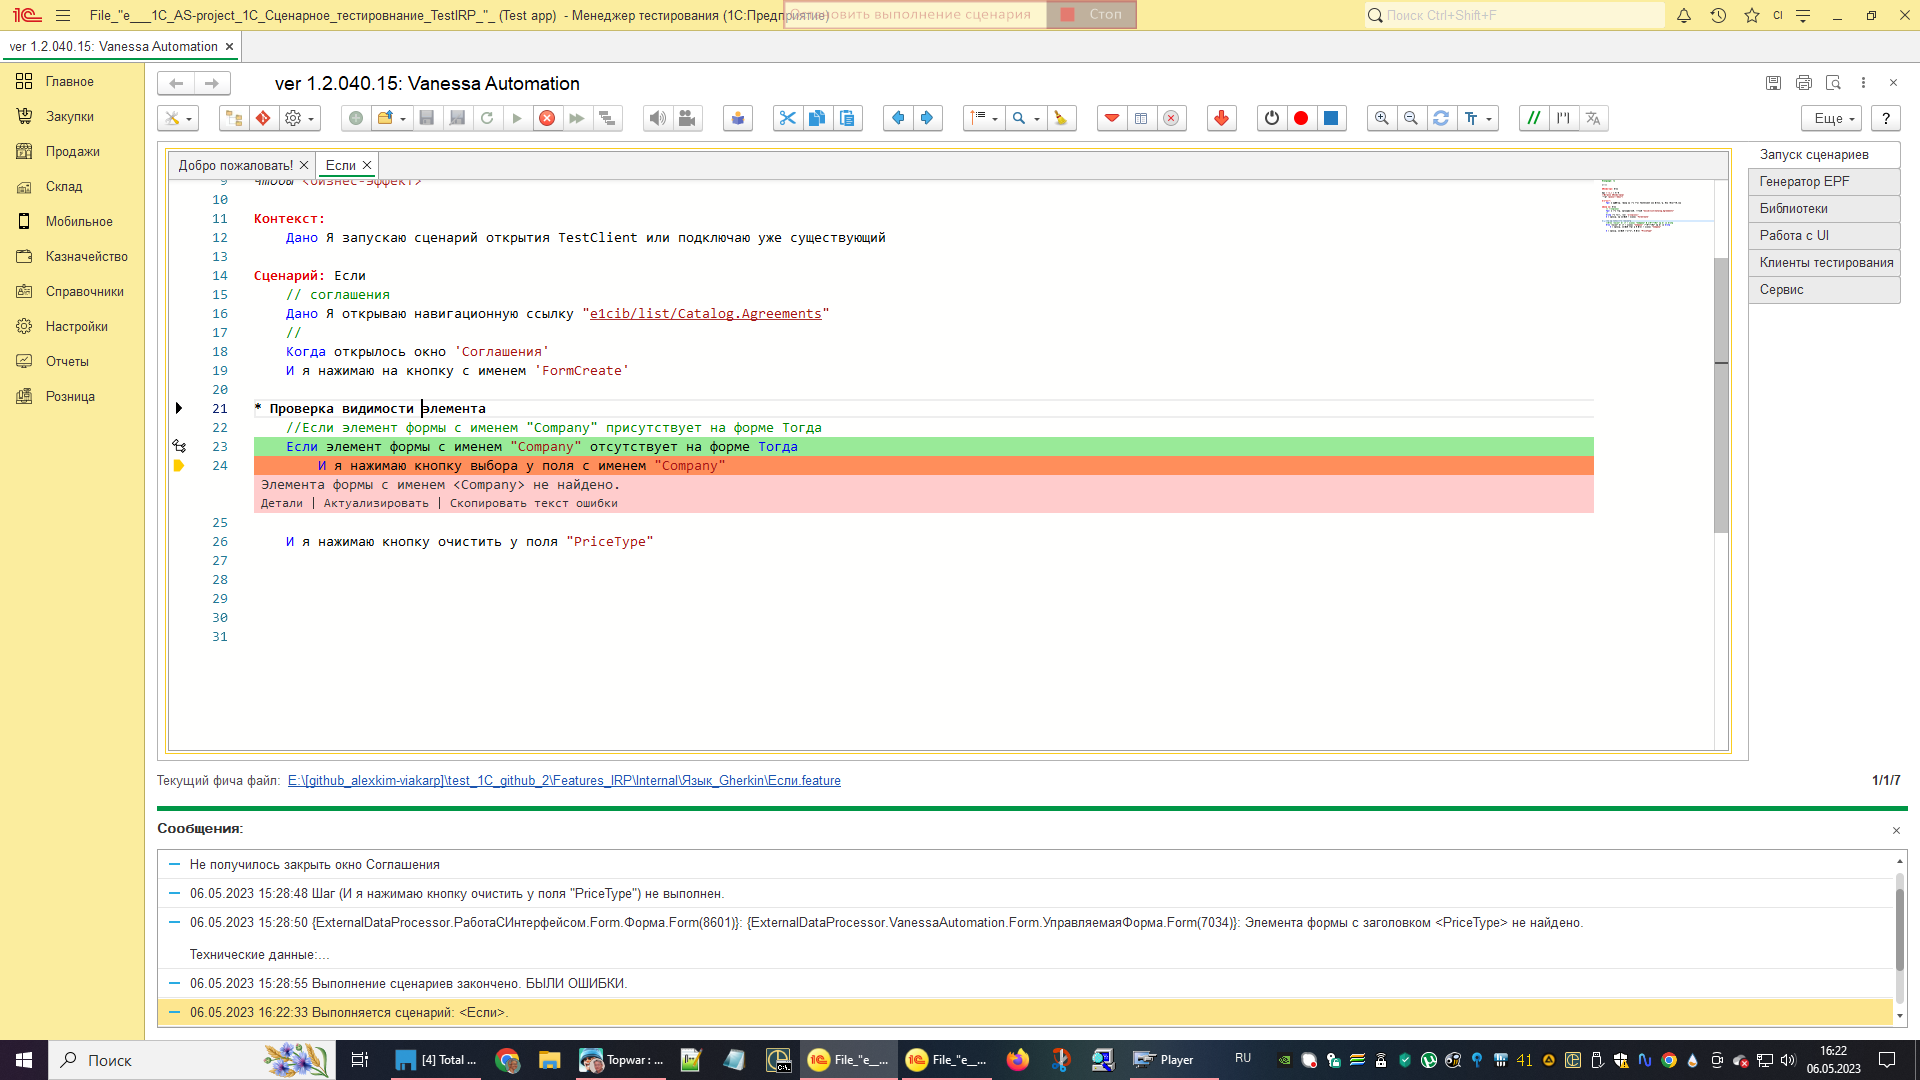 File_"e___1C_AS-project_1C_Сценарное_тестировнание_TestIRP_"_ (Test app) - Менеджер тестирования (1С:Предприятие)
становить выполнение сценария
Стоп
Поиск Ctrl+Shift+F
CI
ver 1.2.040.15: Vanessa Automation ×
Главное
Закупки
Продажи
Склад
Мобильное
Казначейство
Справочники
Настройки
Отчеты
Розница
ver 1.2.040.15: Vanessa Automation
Еще
?
Добро пожаловать! ×
Если ×
Запуск сценариев
Генератор EPF
Библиотеки
Работа с UI
Клиенты тестирования
Сервис
9 Чтобы <бизнес-эффект>
10
11 Контекст:
12 Дано Я запускаю сценарий открытия TestClient или подключаю уже существующий
13
14 Сценарий: Если
15 // соглашения
16 Дано Я открываю навигационную ссылку "e1cib/list/Catalog.Agreements"
17 //
18 Когда открылось окно 'Соглашения'
19 И я нажимаю на кнопку с именем 'FormCreate'
20
21 * Проверка видимости элемента
22 //Если элемент формы с именем "Company" присутствует на форме Тогда
23 Если элемент формы с именем "Company" отсутствует на форме Тогда
24 И я нажимаю кнопку выбора у поля с именем "Company"
Элемента формы с именем <Company> не найдено.
Детали | Актуализировать | Скопировать текст ошибки
25
26 И я нажимаю кнопку очистить у поля "PriceType"
27
28
29
30
31
Текущий фича файл: E:\[github_alexkim-viakarp]\test_1C_github_2\Features_IRP\Internal\Язык_Gherkin\Если.feature
1/1/7
Сообщения:
Не получилось закрыть окно Соглашения
06.05.2023 15:28:48 Шаг (И я нажимаю кнопку очистить у поля "PriceType") не выполнен.
06.05.2023 15:28:50 {ExternalDataProcessor.РаботаСИнтерфейсом.Form.Форма.Form(8601)}: {ExternalDataProcessor.VanessaAutomation.Form.УправляемаяФорма.Form(7034)}: Элемента формы с заголовком <PriceType> не найдено.
Технические данные:...
06.05.2023 15:28:55 Выполнение сценариев закончено. БЫЛИ ОШИБКИ.
06.05.2023 16:22:33 Выполняется сценарий: <Если>.
Поиск
[4] Total ...
Topwar : ...
File_"e__...
File_"e__...
Player
RU
41
16:22
06.05.2023